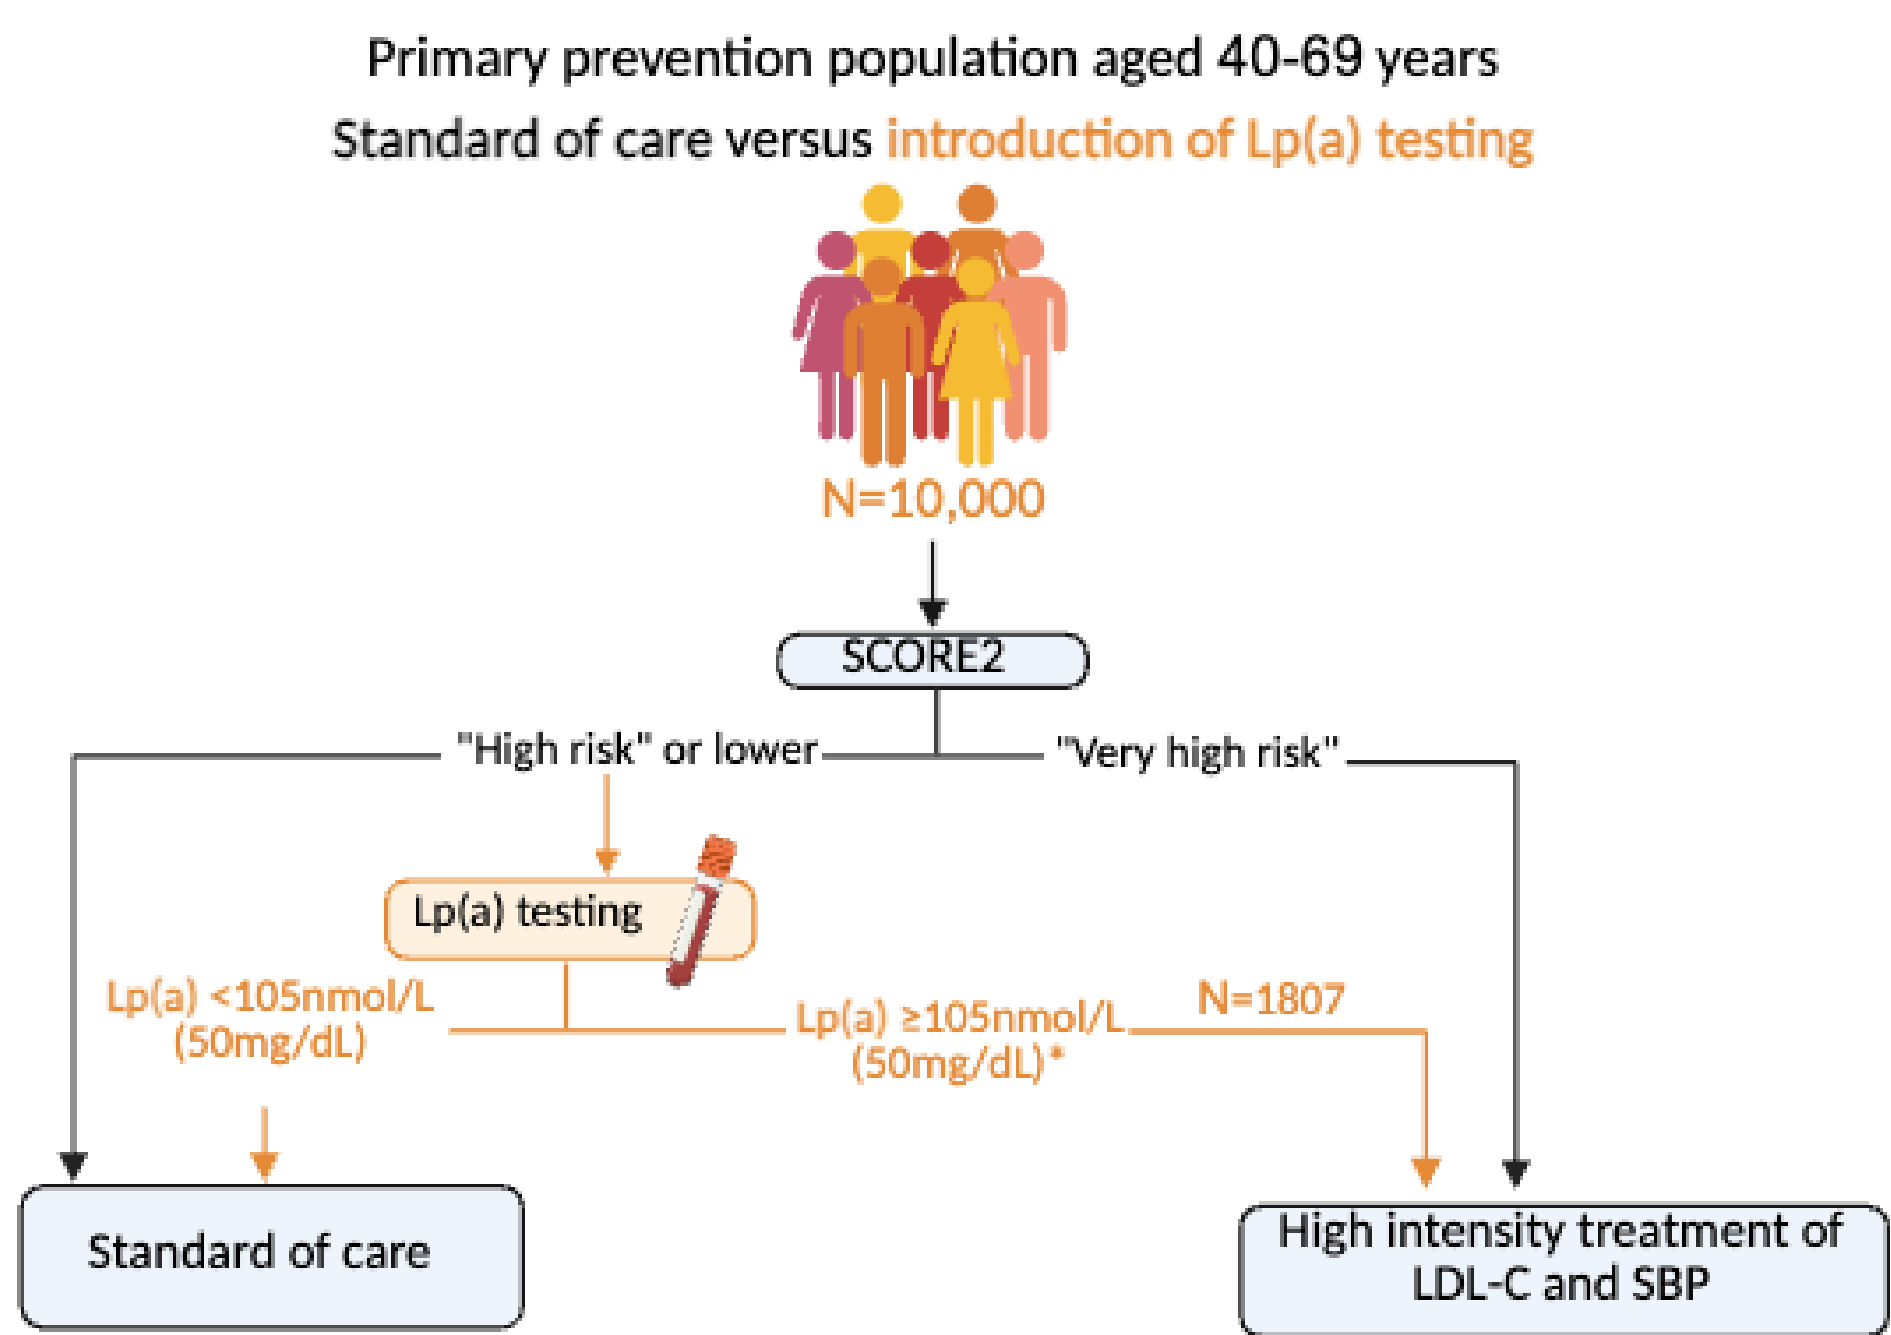 Primary prevention population aged 40-69 years
Standard of care versus introduction of Lp(a) testing
N=10,000
SCORE2
"High risk" or lower
"Very high risk"
Lp(a) testing
Lp(a) <105nmol/L
(50mg/dL)
Lp(a) ≥105nmol/L
(50mg/dL)*
N=1807
Standard of care
High intensity treatment of
LDL-C and SBP